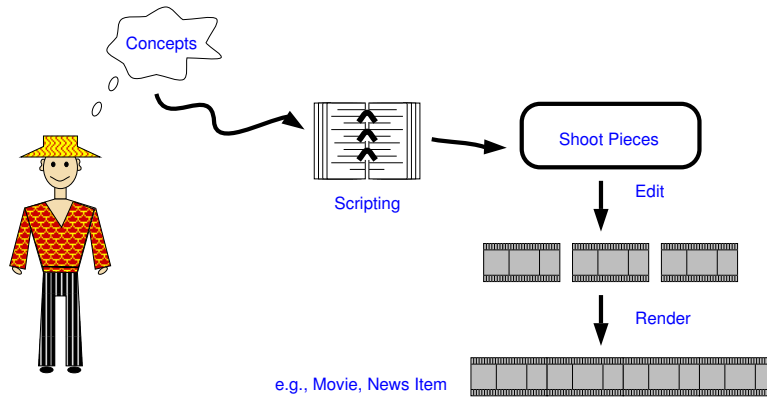 Concepts
Scripting
Shoot Pieces
Edit
Render
e.g., Movie, News Item